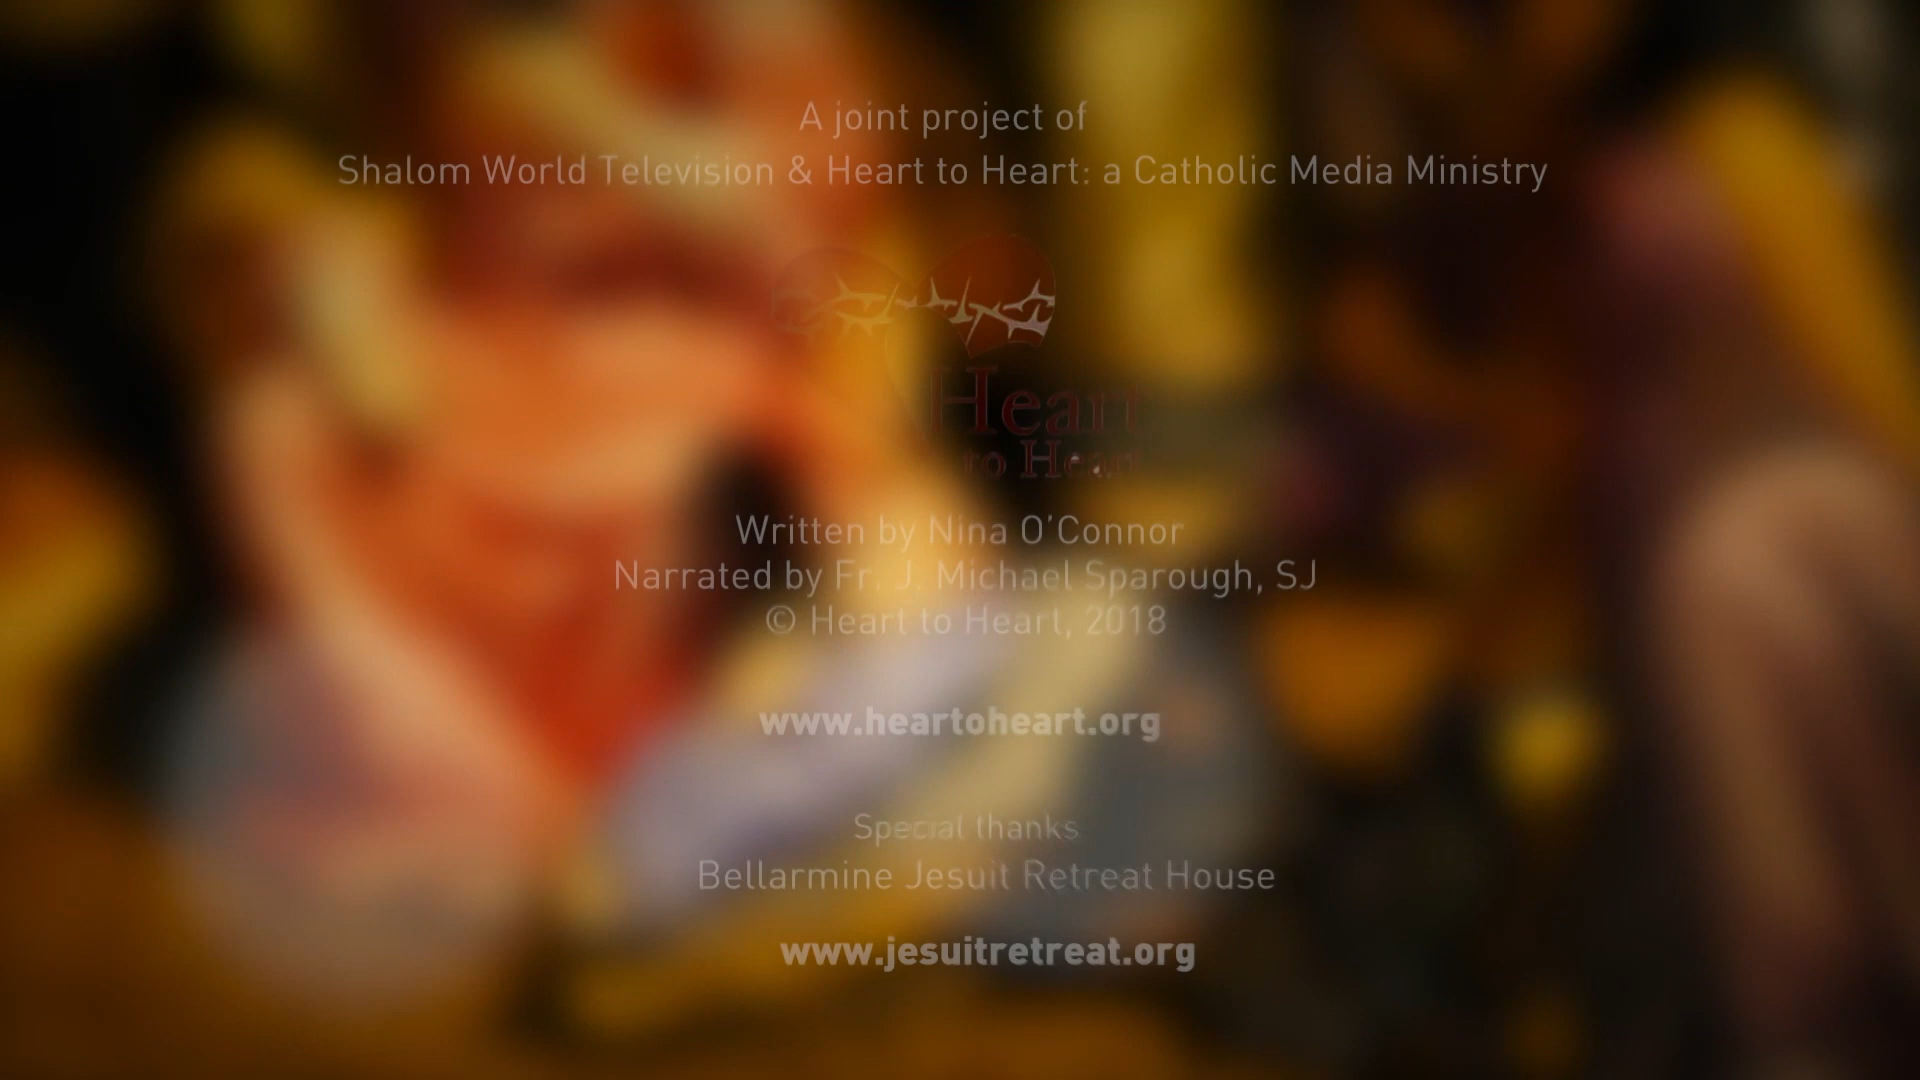 A joint project of
Shalom World Television & Heart to Heart: a Catholic Media Ministry
Heart
to Heart
Written by Nina O'Connor
Narrated by Fr. J. Michael Sparough, SJ
© Heart to Heart, 2018
www.heartoheart.org
Special thanks
Bellarmine Jesuit Retreat House
www.jesuitretreat.org